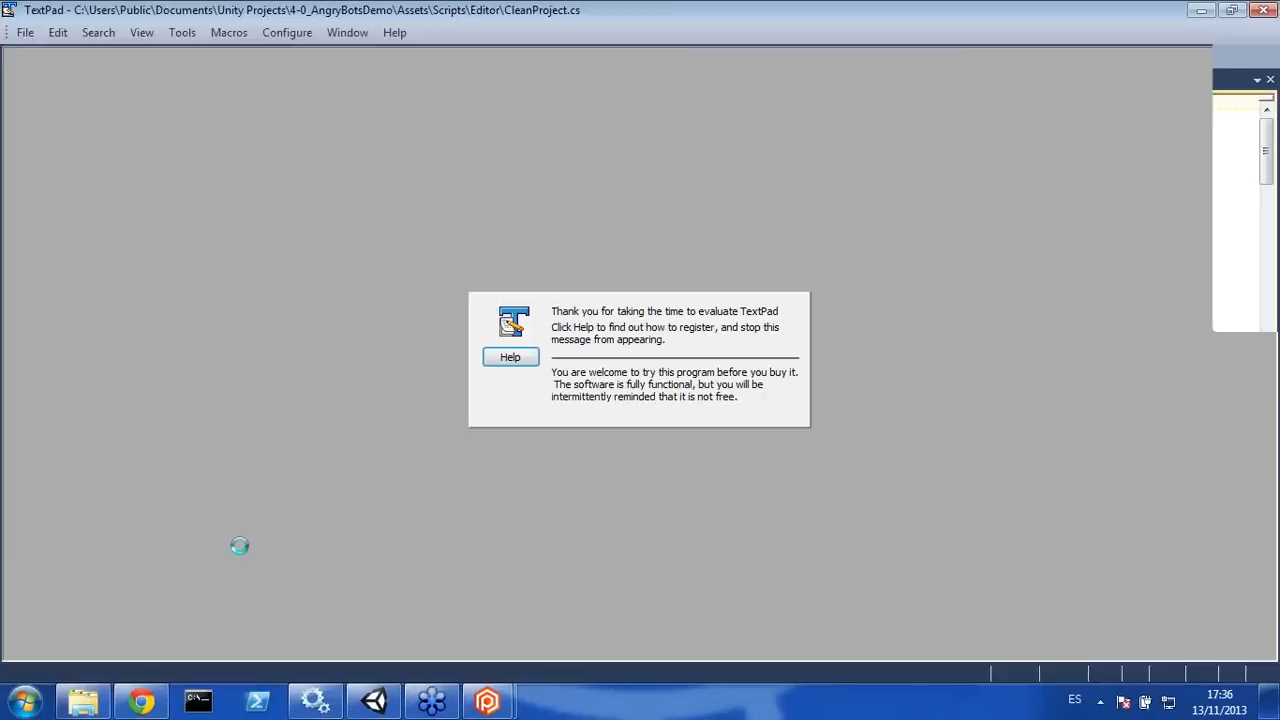 TextPad - C:\Users\Public\Documents\Unity Projects\4-0_AngryBotsDemo\Assets\Scripts\Editor\CleanProject.cs
File Edit Search View Tools Macros Configure Window Help
Thank you for taking the time to evaluate TextPad
Click Help to find out how to register, and stop this
message from appearing.
Help
You are welcome to try this program before you buy it.
The software is fully functional, but you will be
intermittently reminded that it is not free.
C:\.
ES
17:36
13/11/2013